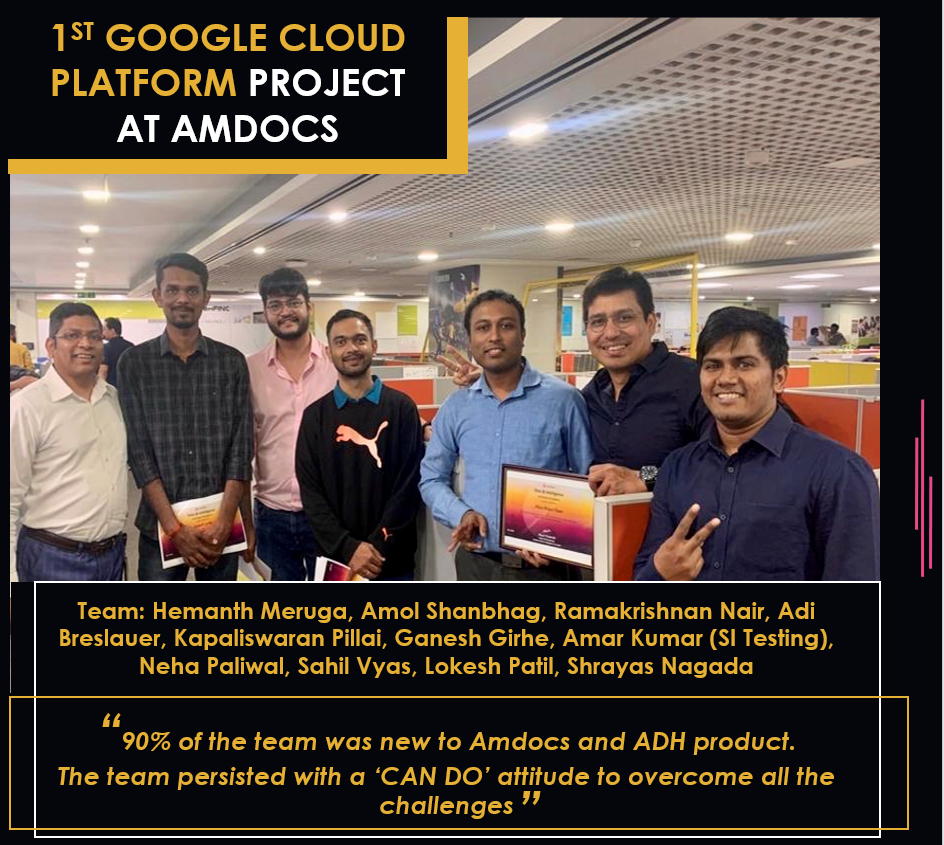 1ST GOOGLE CLOUD
PLATFORM PROJECT
AT AMDOCS
Team: Hemanth Meruga, Amol Shanbhag, Ramakrishnan Nair, Adi
Breslauer, Kapaliswaran Pillai, Ganesh Girhe, Amar Kumar (SI Testing),
Neha Paliwal, Sahil Vyas, Lokesh Patil, Shrayas Nagada
“90% of the team was new to Amdocs and ADH product.
The team persisted with a ‘CAN DO’ attitude to overcome all the
challenges”